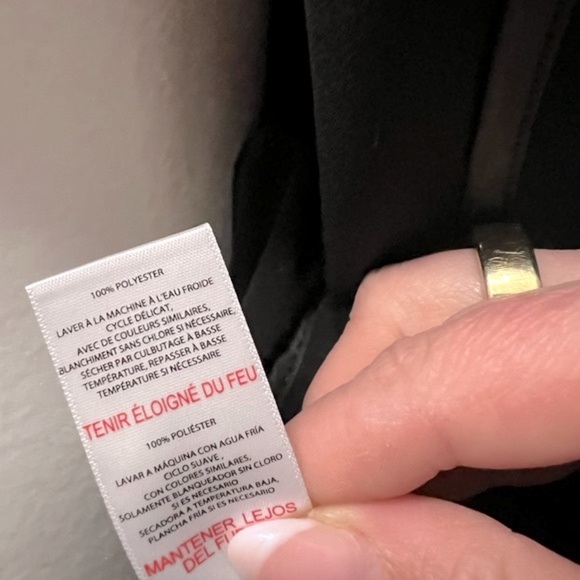 100% POLYESTER
LAVER À LA MACHINE À L'EAU FROIDE
CYCLE DÉLICAT,
AVEC DE COULEURS SIMILAIRES,
BLANCHIMENT SANS CHLORE SI NÉCESSAIRE,
SÉCHER PAR CULBUTAGE À BASSE
TEMPÉRATURE, REPASSER À BASSE
TEMPÉRATURE SI NÉCESSAIRE
TENIR ÉLOIGNÉ DU FEU
100% POLIÉSTER
LAVAR A MÁQUINA CON AGUA FRÍA
CICLO SUAVE,
CON COLORES SIMILARES,
SOLAMENTE BLANQUEADOR SIN CLORO
SI ES NECESARIO
SECADORA A TEMPERATURA BAJA,
PLANCHA FRÍA SI ES NECESARIO
MANTENER LEJOS
DEL